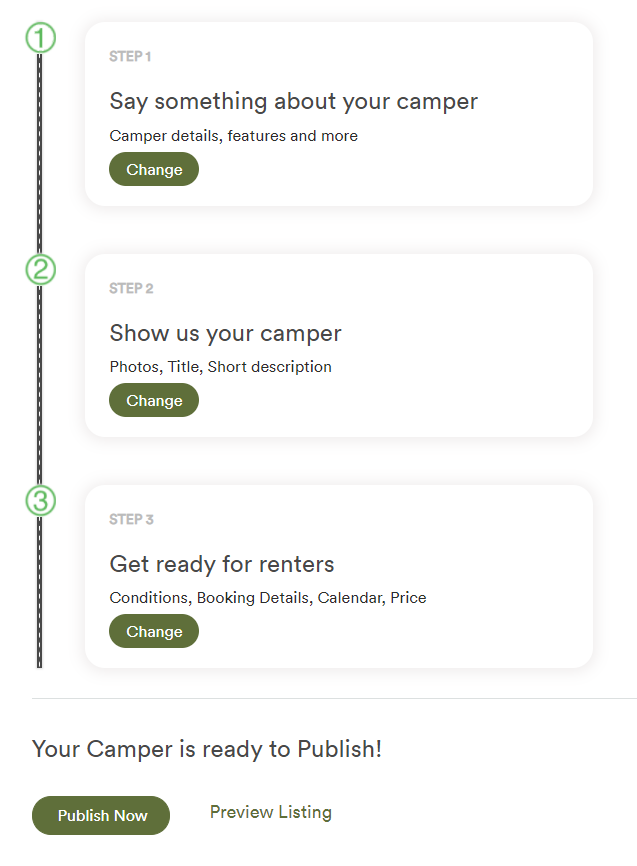 1
STEP 1
Say something about your camper
Camper details, features and more
Change
2
STEP 2
Show us your camper
Photos, Title, Short description
Change
3
STEP 3
Get ready for renters
Conditions, Booking Details, Calendar, Price
Change
Your Camper is ready to Publish!
Publish Now Preview Listing